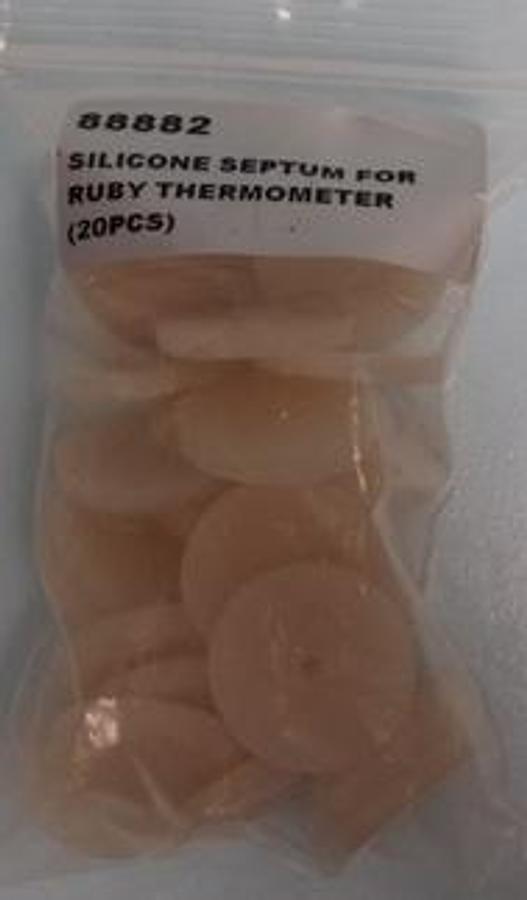 88882
SILICONE SEPTUM FOR
RUBY THERMOMETER
(20PCS)